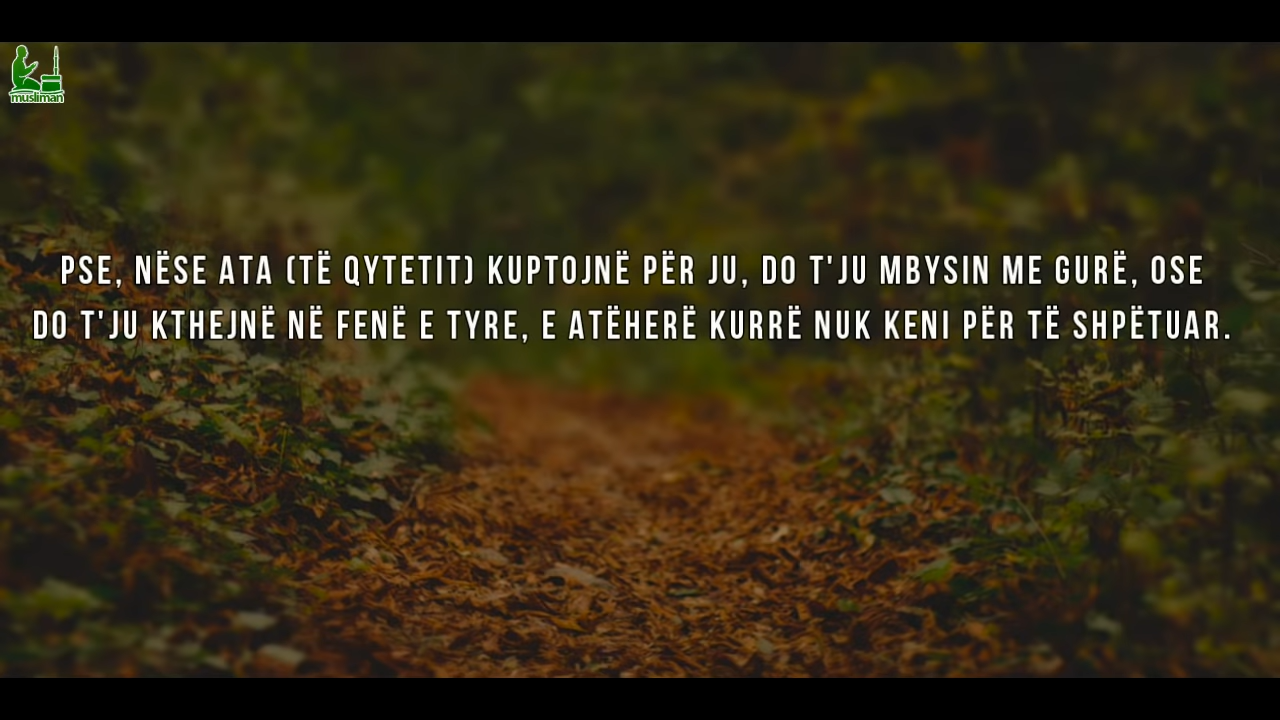 musliman
PSE, NËSE ATA (TË QYTETIT) KUPTOJNË PËR JU, DO T'JU MBYSIN ME GURË, OSE
DO T'JU KTHEJNË NË FENË E TYRE, E ATËHERË KURRË NUK KENI PËR TË SHPËTUAR.